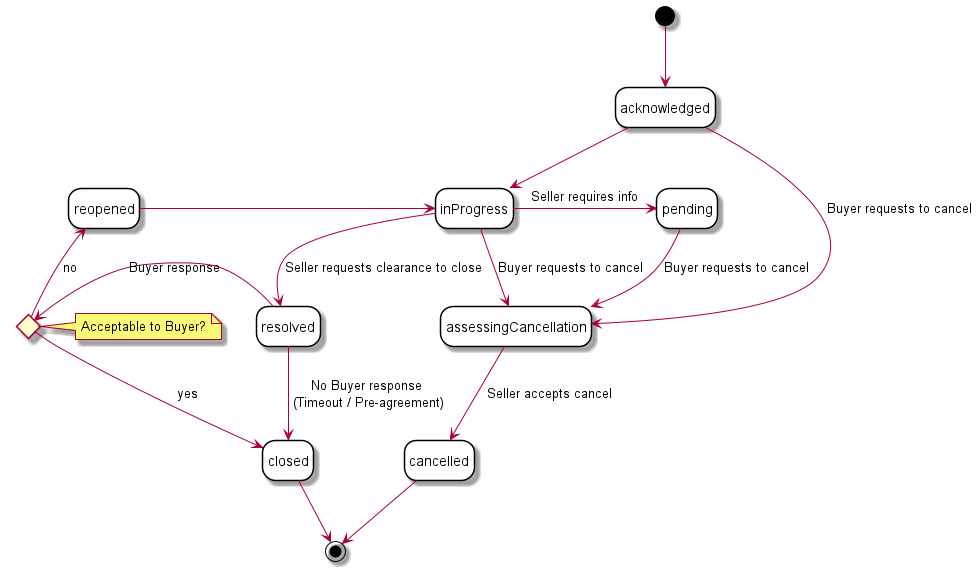 acknowledged
reopened
inProgress
Seller requires info
pending
Buyer requests to cancel
no
Buyer response
Seller requests clearance to close
Buyer requests to cancel
Buyer requests to cancel
Acceptable to Buyer?
resolved
assessingCancellation
yes
No Buyer response
(Timeout / Pre-agreement)
Seller accepts cancel
closed
cancelled